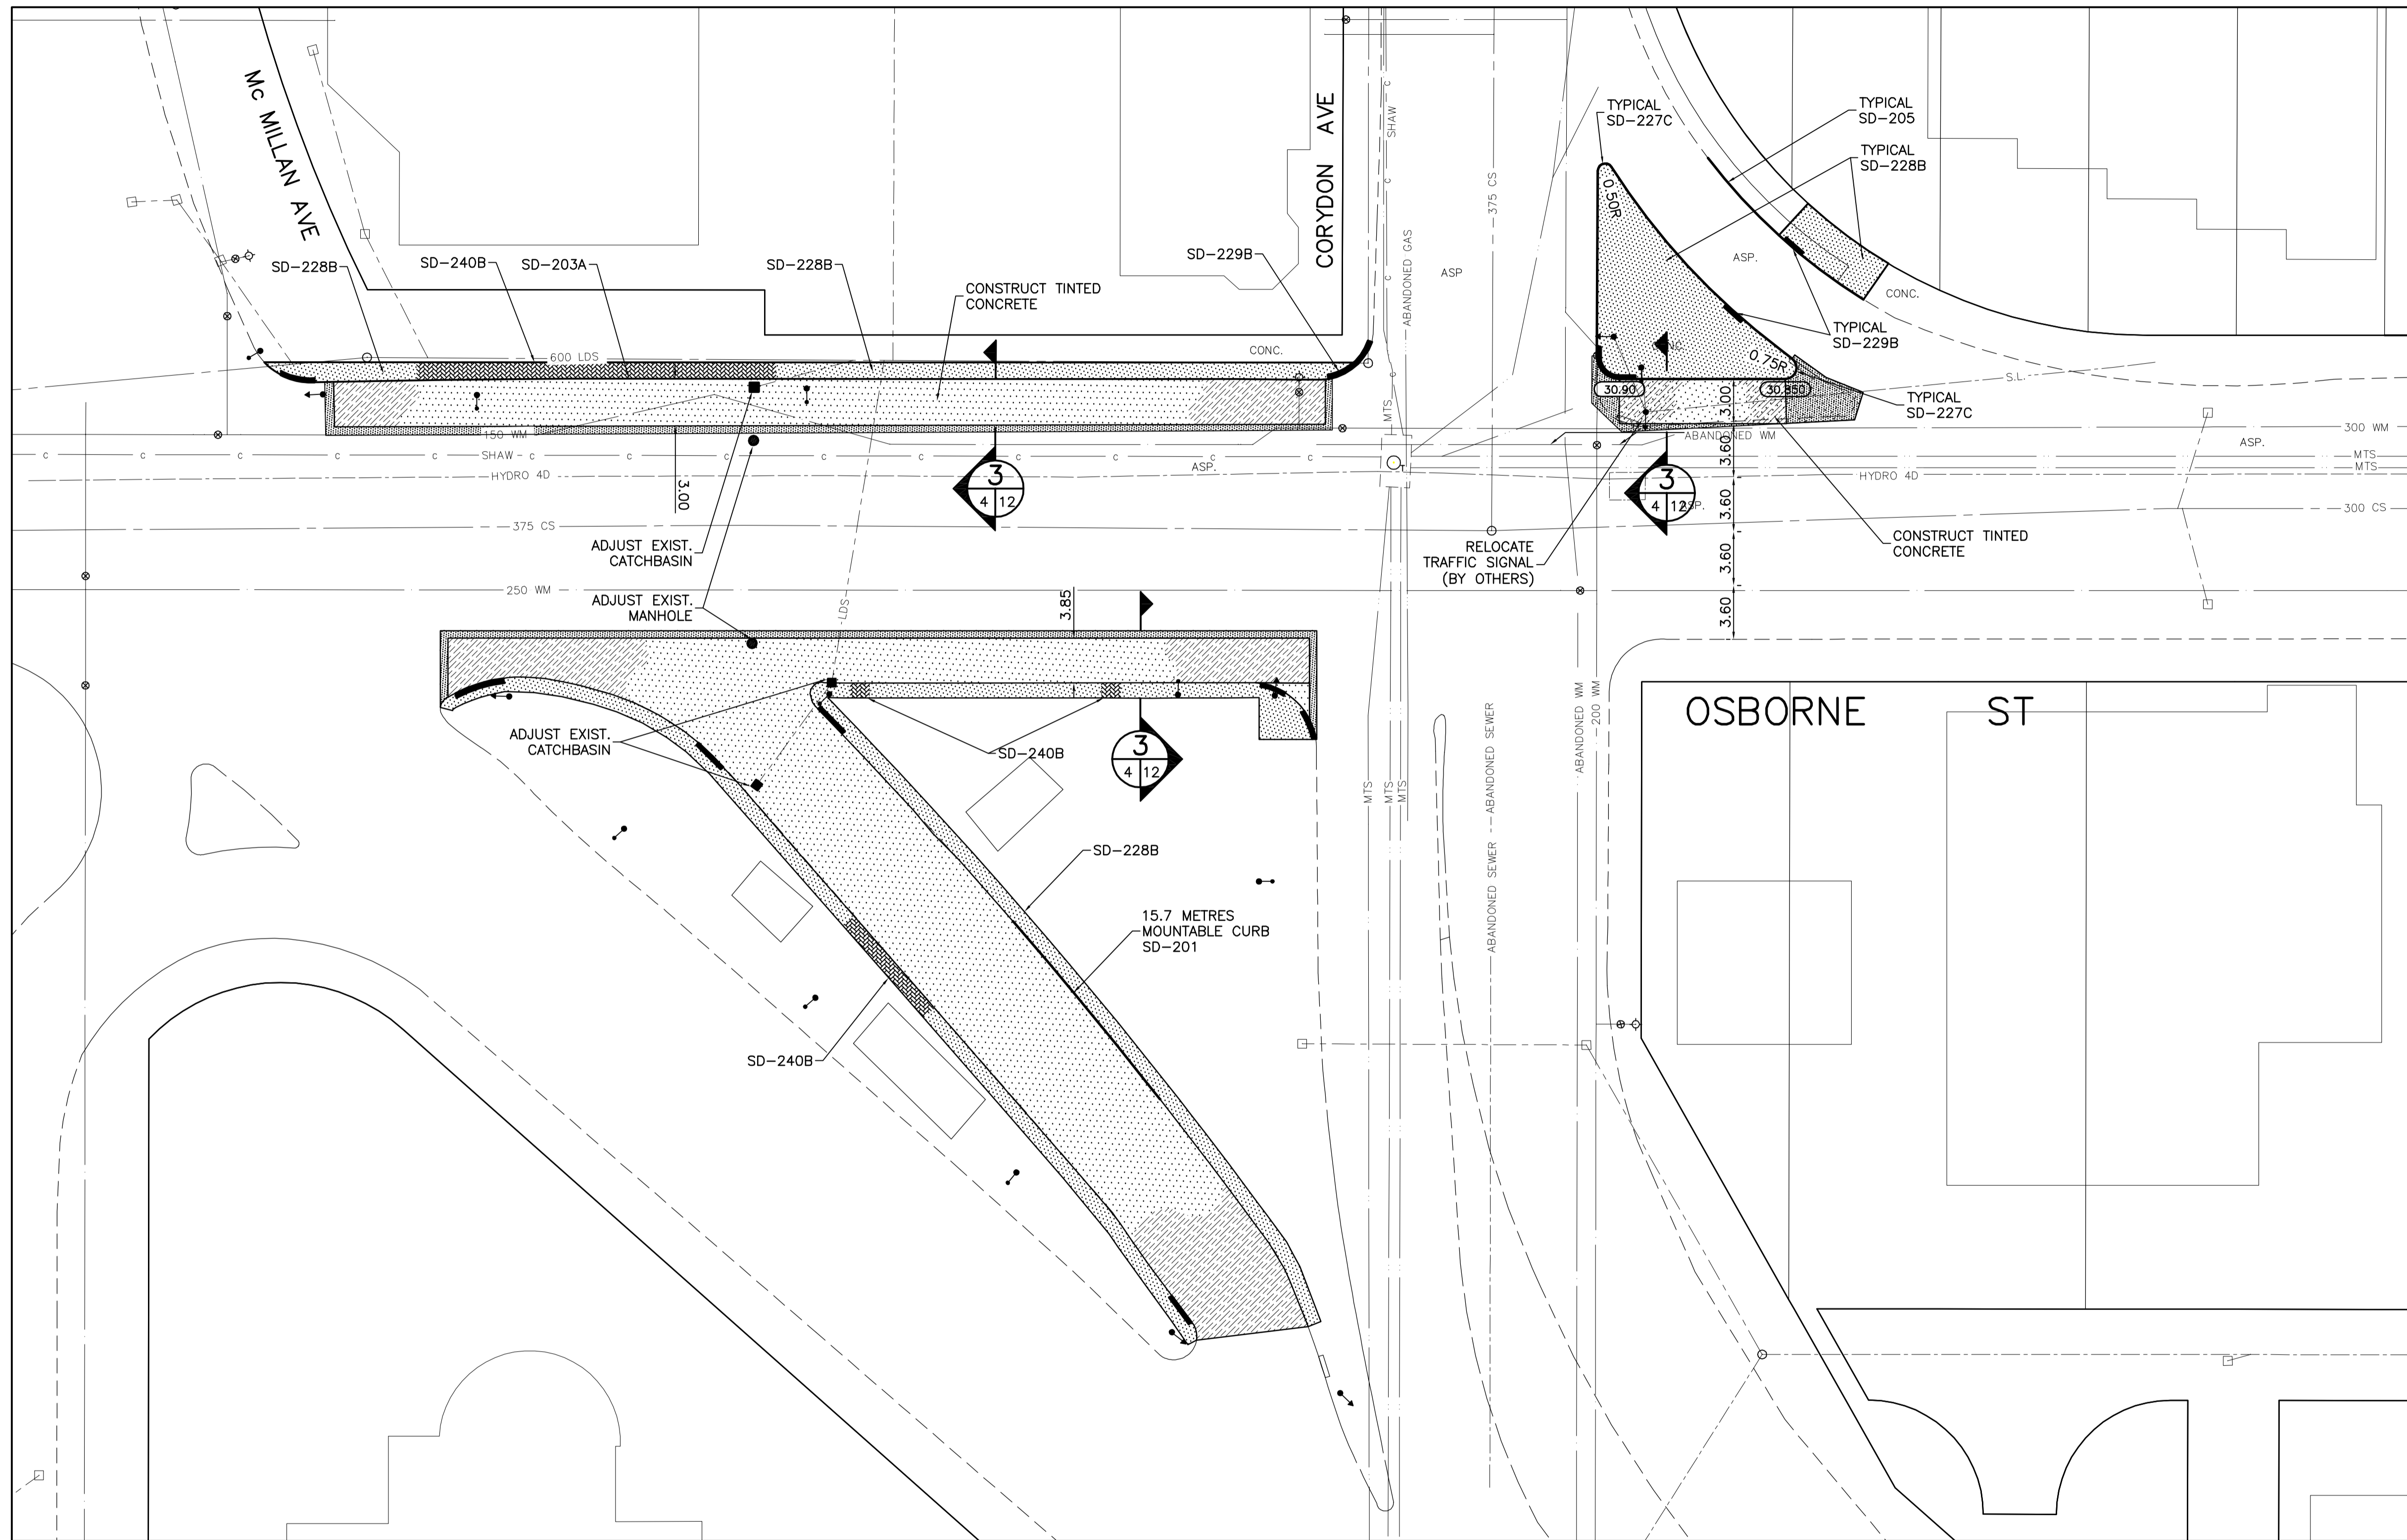 Mc MILLAN AVE
CORYDON AVE
SHAW
C
C
C
C
375 CS
ABANDONED GAS
ASP
TYPICAL
SD-227C
TYPICAL
SD-205
TYPICAL
SD-228B
0.50R
ASP.
CONC.
TYPICAL
SD-229B
0.75R
S.L.
30.90
30.850
TYPICAL
SD-227C
SD-228B
SD-240B
SD-203A
SD-228B
SD-229B
CONSTRUCT TINTED
CONCRETE
600 LDS
CONC.
150 WM
MTS
ABANDONED WM
300 WM
ASP.
C C C C C SHAW C C C C C C C C C
MTS
MTS
HYDRO 4D
ASP.
T
HYDRO 4D
3.00
3
4 12
3
4 12
ASP.
3.00
3.60
3.60
3.60
3.60
375 CS
300 CS
ADJUST EXIST.
CATCHBASIN
RELOCATE
TRAFFIC SIGNAL
(BY OTHERS)
CONSTRUCT TINTED
CONCRETE
250 WM
ADJUST EXIST.
MANHOLE
LDS
3.85
ADJUST EXIST.
CATCHBASIN
SD-240B
3
4 12
OSBORNE ST
MTS
MTS
MTS
ABANDONED SEWER
ABANDONED SEWER
ABANDONED WM
200 WM
SD-228B
15.7 METRES
MOUNTABLE CURB
SD-201
SD-240B